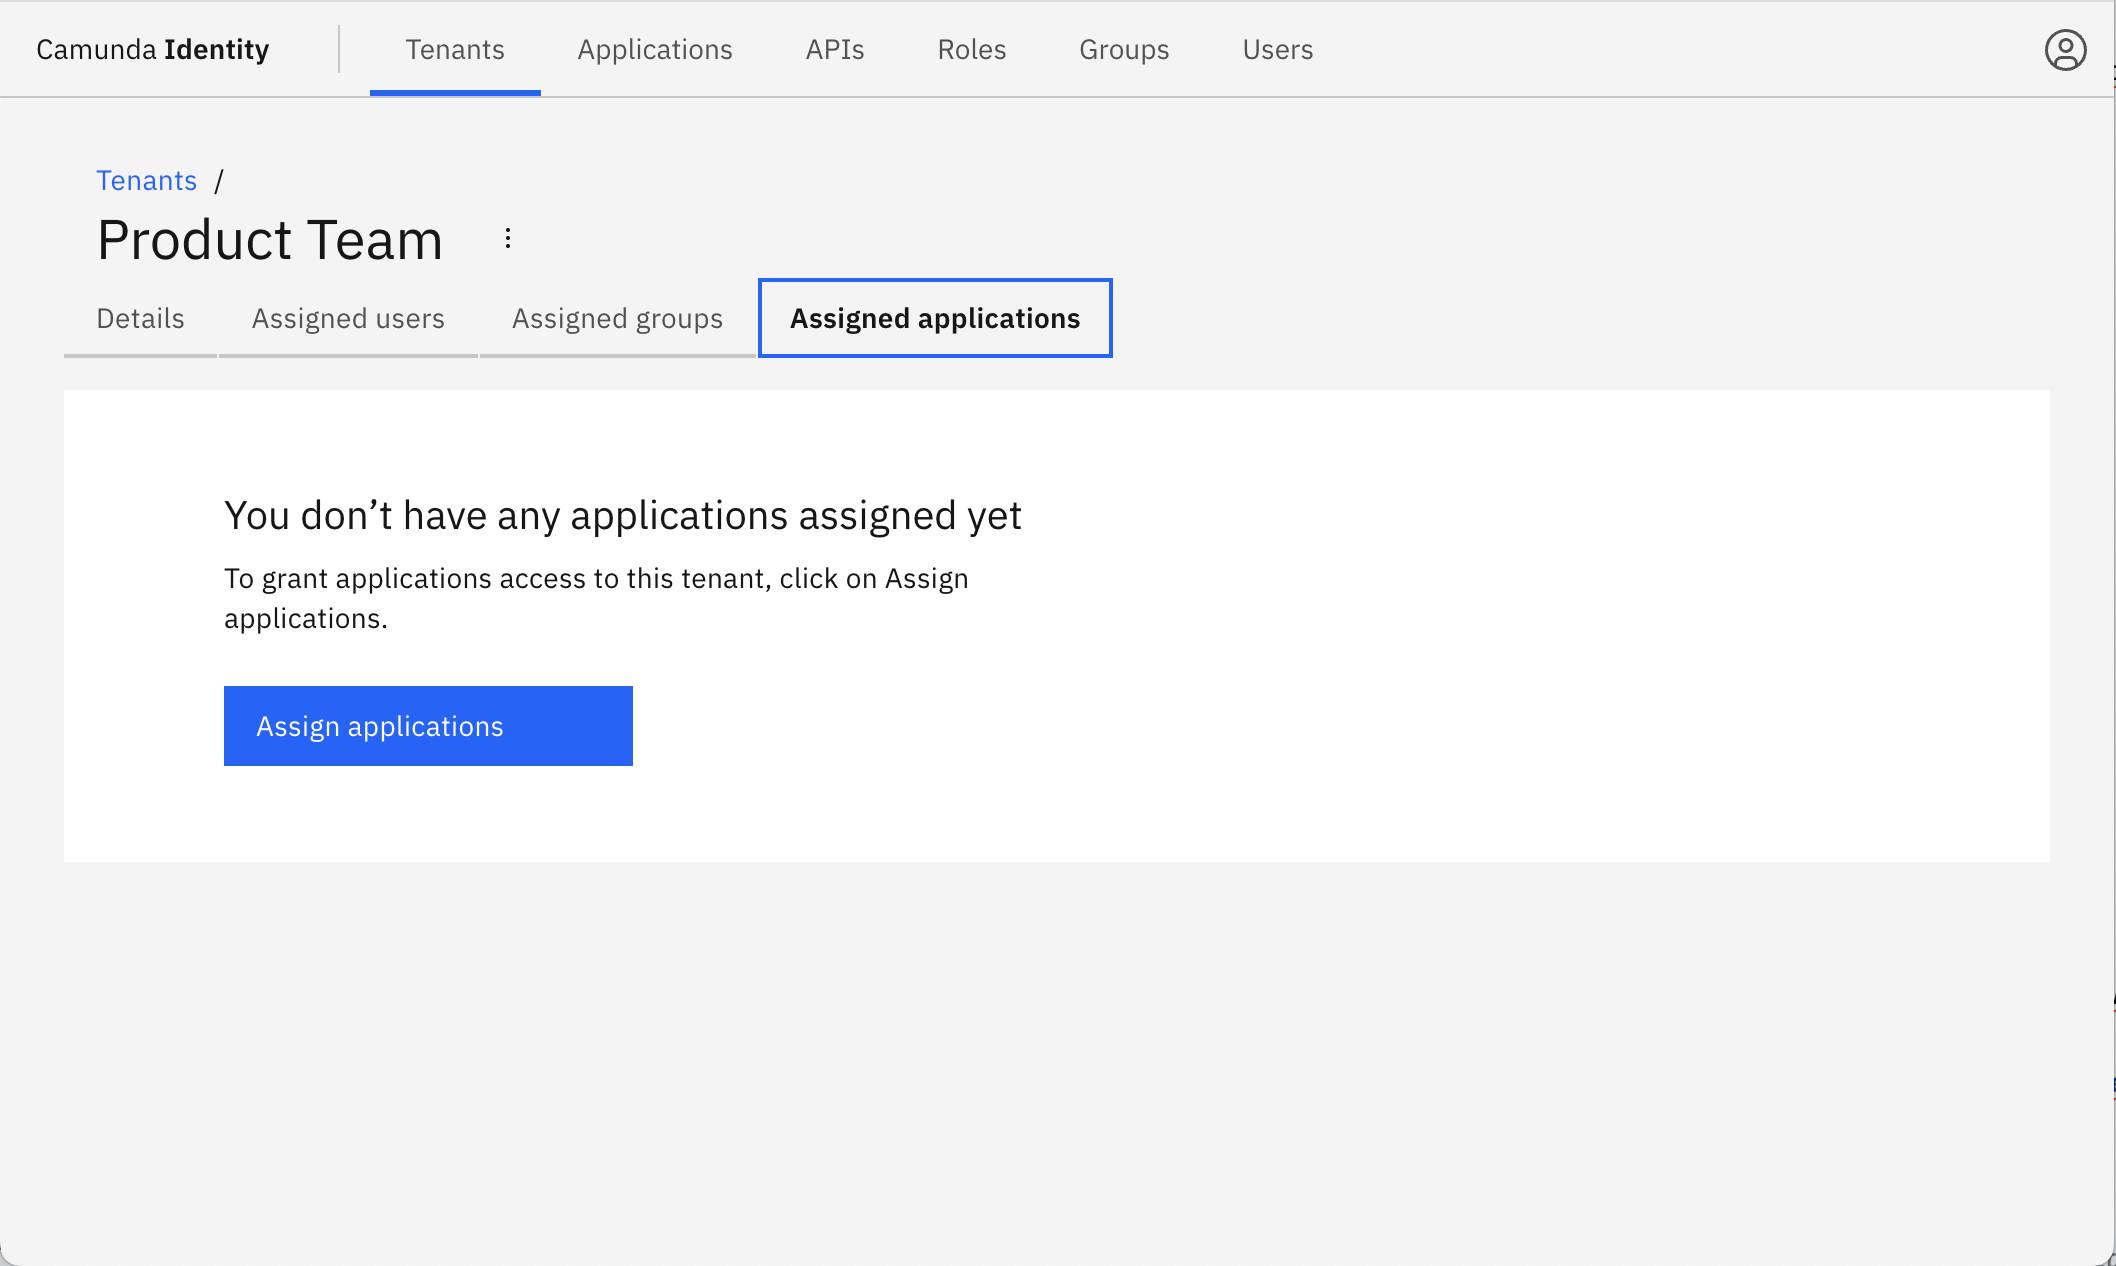 Camunda Identity
Tenants
Applications
APIs
Roles
Groups
Users
Tenants /
Product Team
Details
Assigned users
Assigned groups
Assigned applications
You don’t have any applications assigned yet
To grant applications access to this tenant, click on Assign
applications.
Assign applications